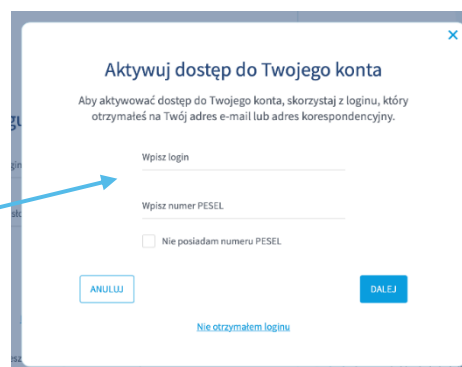 Aktywuj dostęp do Twojego konta
Aby aktywować dostęp do Twojego konta, skorzystaj z loginu, który
otrzymałeś na Twój adres e-mail lub adres korespondencyjny.
Wpisz login
Wpisz numer PESEL
Nie posiadam numeru PESEL
ANULUJ
DALEJ
Nie otrzymałem loginu